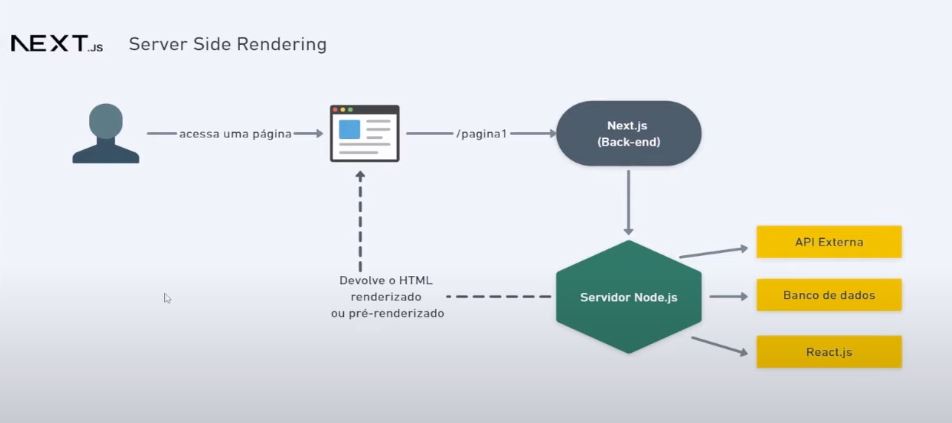 NEXT.JS Server Side Rendering
acessa uma página
/pagina1
Next.js
(Back-end)
API Externa
Devolve o HTML
renderizado
ou pré-renderizado
Servidor Node.js
Banco de dados
React.js